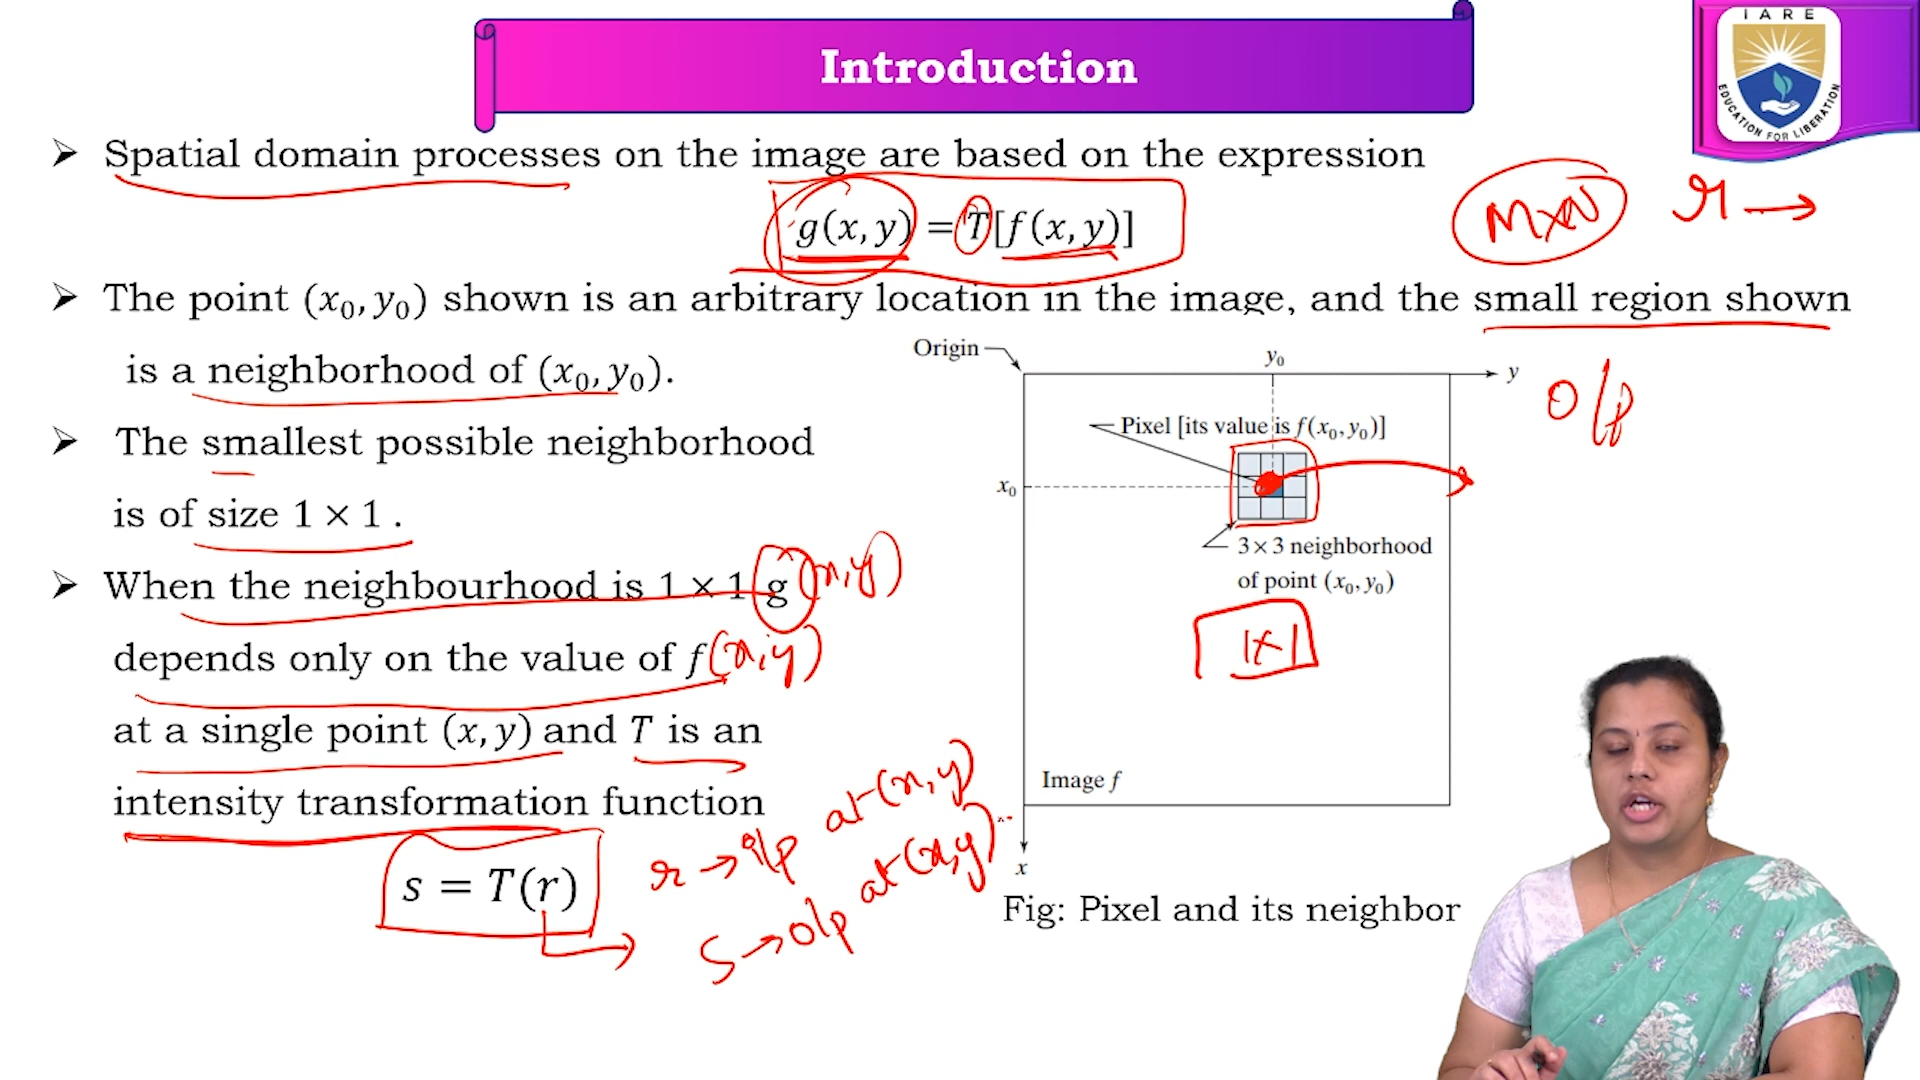 Introduction
I A R E
EDUCATION FOR LIBERATION
➢ Spatial domain processes on the image are based on the expression
g(x, y) = T[f(x, y)]
M×N r →
➢ The point (x₀, y₀) shown is an arbitrary location in the image, and the small region shown
is a neighborhood of (x₀, y₀).
➢ The smallest possible neighborhood
is of size 1 × 1 .
➢ When the neighbourhood is 1 × 1 g (x,y)
depends only on the value of f (x,y)
at a single point (x, y) and T is an
intensity transformation function
s = T(r)
r → i/p at (x,y)
S → o/p at (x,y)
Origin
y₀
y
o/p
Pixel [its value is f(x₀, y₀)]
x₀
3 × 3 neighborhood
of point (x₀, y₀)
1×1
Image f
x
Fig: Pixel and its neighbor